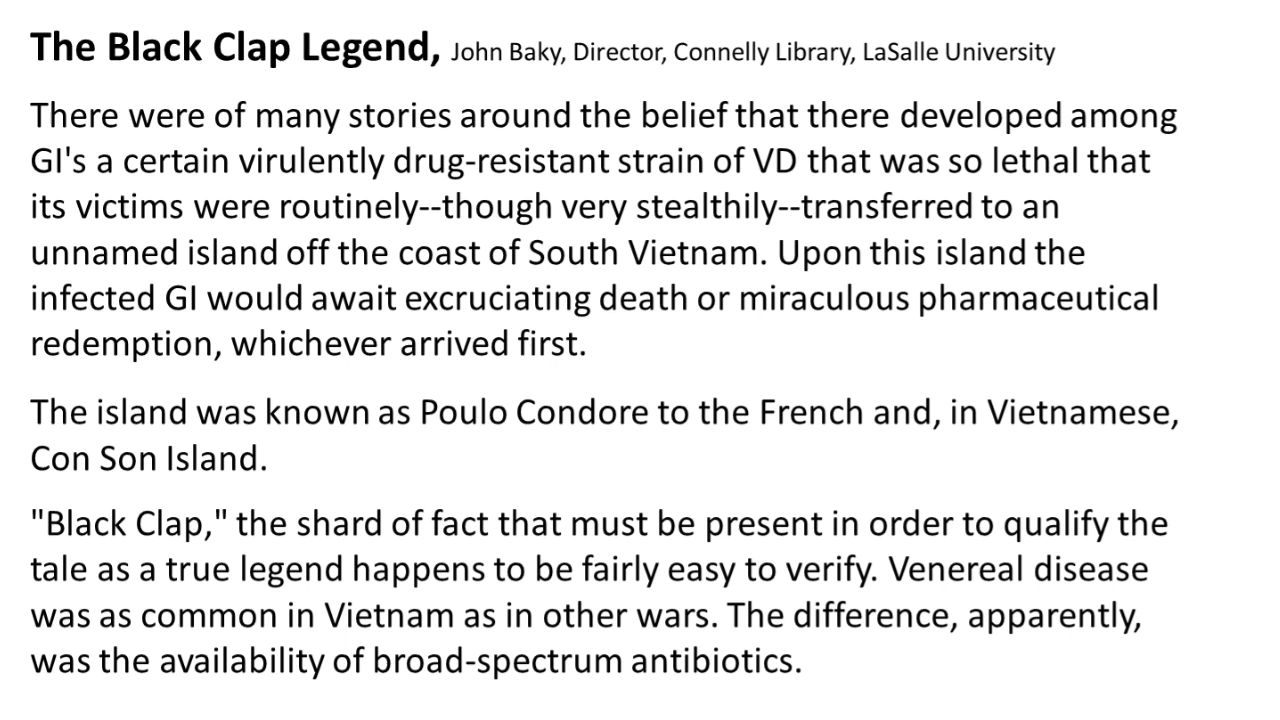 The Black Clap Legend, John Baky, Director, Connelly Library, LaSalle University
There were of many stories around the belief that there developed among
GI's a certain virulently drug-resistant strain of VD that was so lethal that
its victims were routinely--though very stealthily--transferred to an
unnamed island off the coast of South Vietnam. Upon this island the
infected GI would await excruciating death or miraculous pharmaceutical
redemption, whichever arrived first.
The island was known as Poulo Condore to the French and, in Vietnamese,
Con Son Island.
"Black Clap," the shard of fact that must be present in order to qualify the
tale as a true legend happens to be fairly easy to verify. Venereal disease
was as common in Vietnam as in other wars. The difference, apparently,
was the availability of broad-spectrum antibiotics.